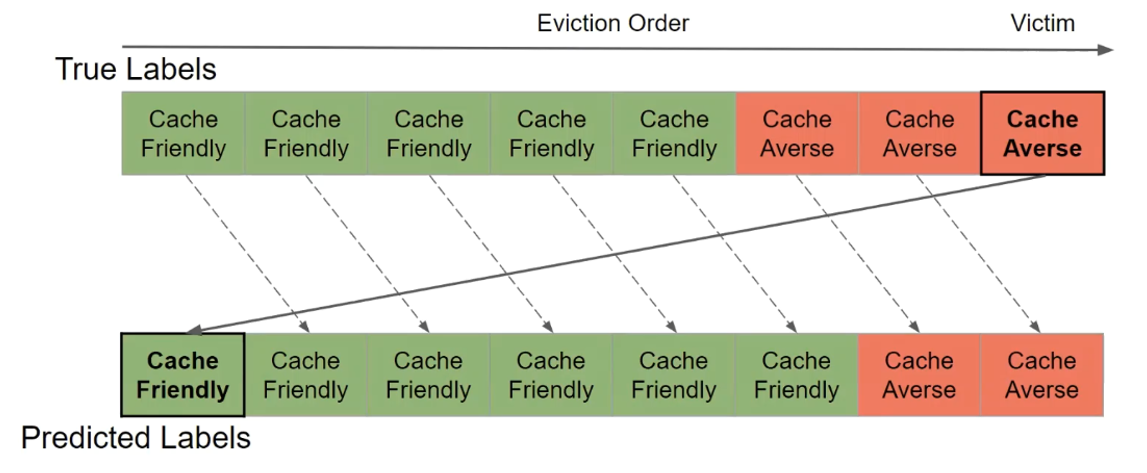 Eviction Order Victim
True Labels
Cache Cache Cache Cache Cache Cache Cache Cache
Friendly Friendly Friendly Friendly Friendly Averse Averse Averse
Cache Cache Cache Cache Cache Cache Cache Cache
Friendly Friendly Friendly Friendly Friendly Friendly Averse Averse
Predicted Labels